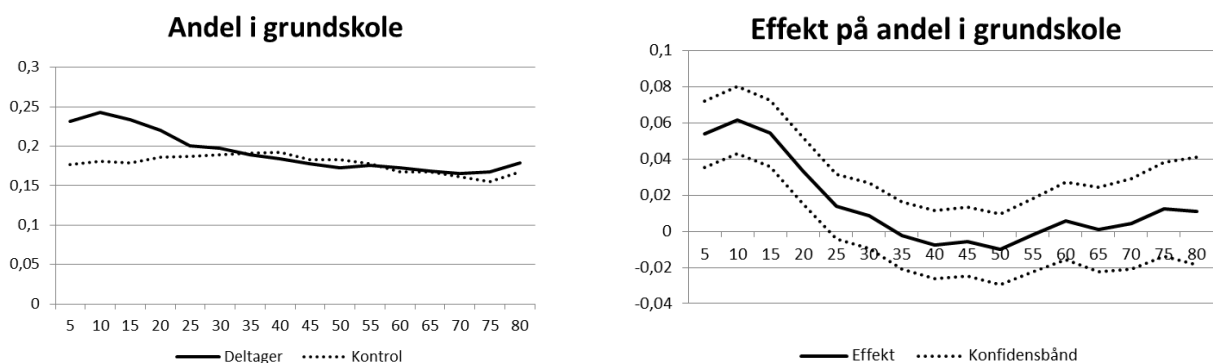 Andel i grundskole
0,3
0,25
0,2
0,15
0,1
0,05
0
5 10 15 20 25 30 35 40 45 50 55 60 65 70 75 80
Deltager Kontrol
Effekt på andel i grundskole
0,1
0,08
0,06
0,04
0,02
0
5 10 15 20 25 30 35 40 45 50 55 60 65 70 75 80
-0,02
-0,04
Effekt Konfidensbånd